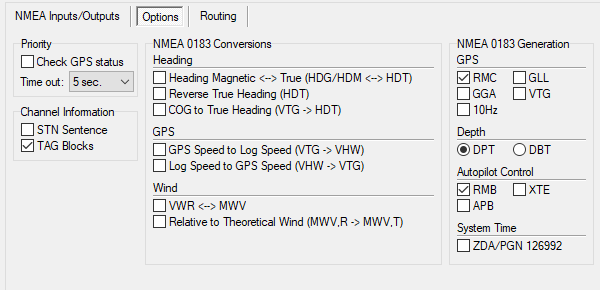 NMEA Inputs/Outputs Options Routing
Priority
Check GPS status
Time out: 5 sec.
Channel Information
STN Sentence
TAG Blocks
NMEA 0183 Conversions
Heading
Heading Magnetic <--> True (HDG/HDM <--> HDT)
Reverse True Heading (HDT)
COG to True Heading (VTG -> HDT)
GPS
GPS Speed to Log Speed (VTG -> VHW)
Log Speed to GPS Speed (VHW -> VTG)
Wind
VWR <--> MWV
Relative to Theoretical Wind (MWV,R -> MWV,T)
NMEA 0183 Generation
GPS
RMC GLL
GGA VTG
10Hz
Depth
DPT DBT
Autopilot Control
RMB XTE
APB
System Time
ZDA/PGN 126992